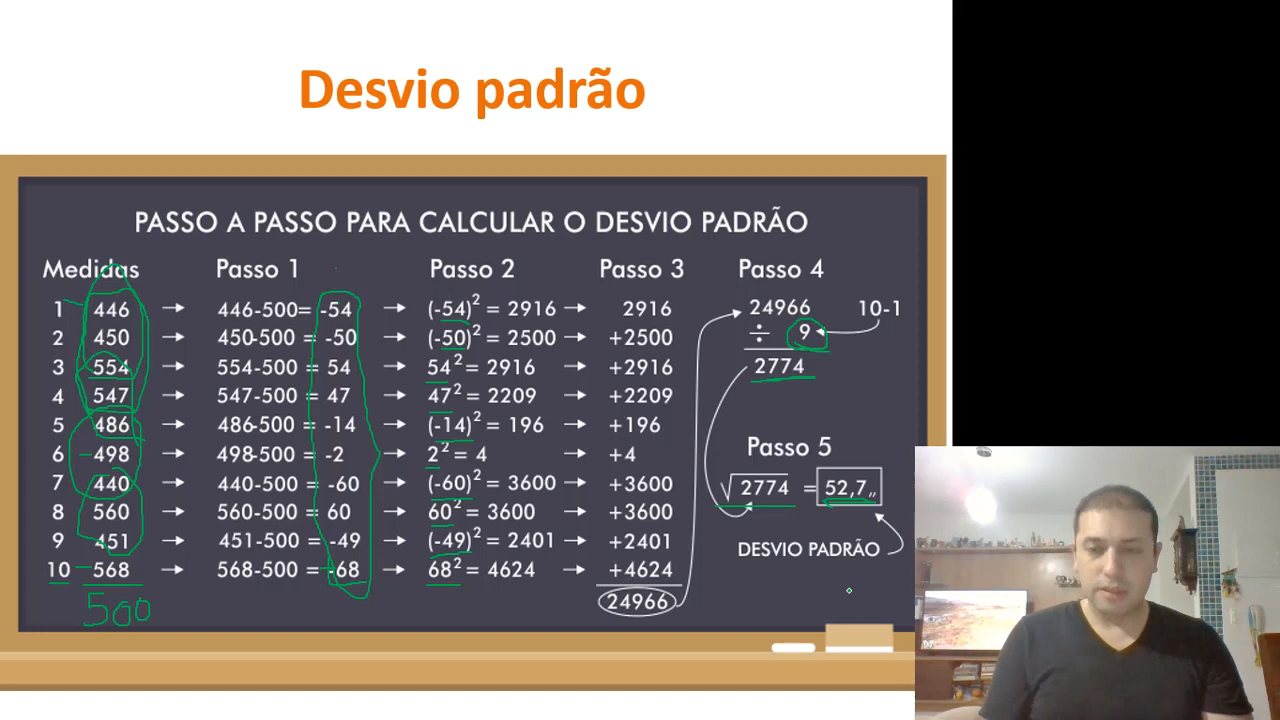 Desvio padrão
PASSO A PASSO PARA CALCULAR O DESVIO PADRÃO
Medidas Passo 1 Passo 2 Passo 3 Passo 4
1 446 → 446-500= -54 → (-54)² = 2916 → 2916
2 450 → 450-500 = -50 → (-50)² = 2500 → +2500
3 554 → 554-500 = 54 → 54² = 2916 → +2916
4 547 → 547-500 = 47 → 47² = 2209 → +2209
5 486 → 486-500 = -14 → (-14)² = 196 → +196
6 498 → 498-500 = -2 → 2² = 4 → +4
7 440 → 440-500 = -60 → (-60)² = 3600 → +3600
8 560 → 560-500 = 60 → 60² = 3600 → +3600
9 451 → 451-500 = -49 → (-49)² = 2401 → +2401
10 568 → 568-500 = -68 → 68² = 4624 → +4624
500
24966
24966 10-1
÷ 9
2774
Passo 5
√2774 = 52,7,,
DESVIO PADRÃO